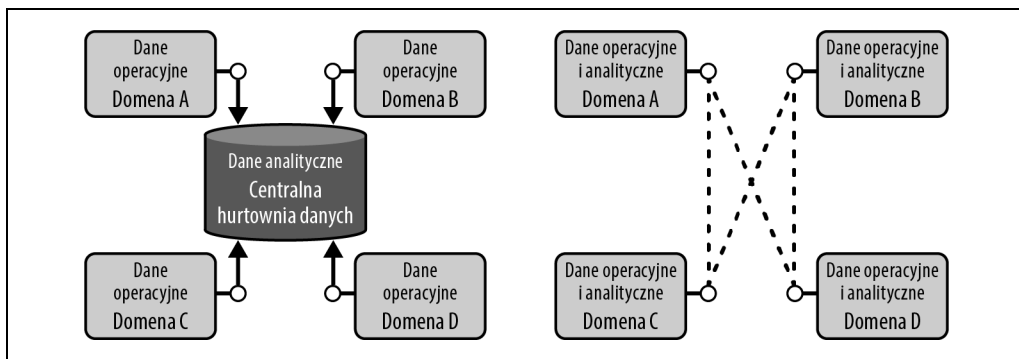 Dane
operacyjne
Domena A
Dane
operacyjne
Domena B
Dane analityczne
Centralna
hurtownia danych
Dane
operacyjne
Domena C
Dane
operacyjne
Domena D
Dane operacyjne
i analityczne
Domena A
Dane operacyjne
i analityczne
Domena B
Dane operacyjne
i analityczne
Domena C
Dane operacyjne
i analityczne
Domena D